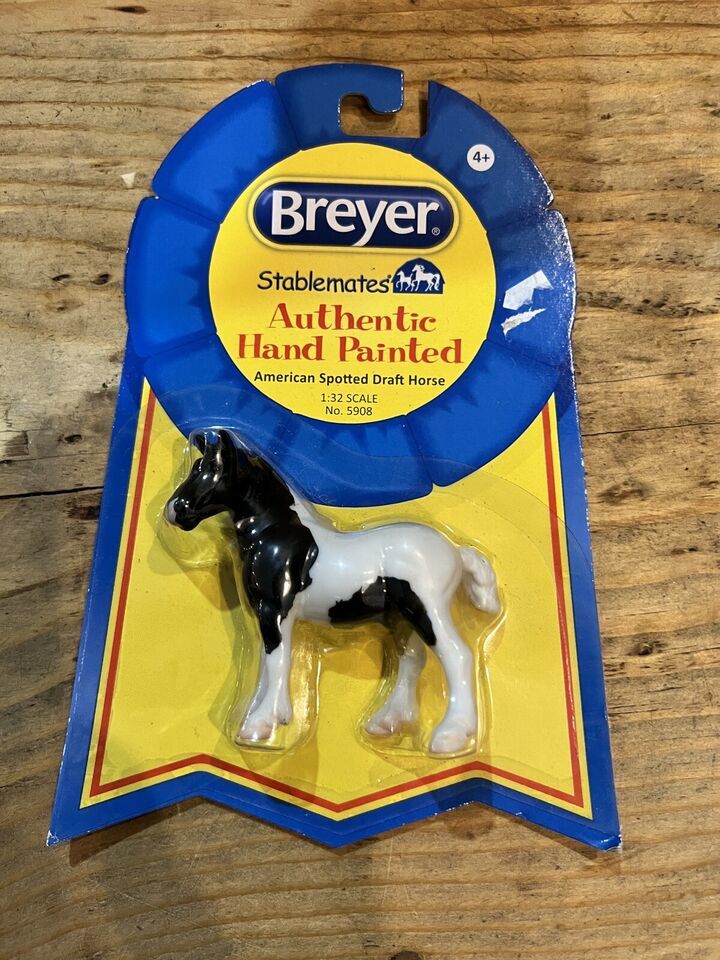 4+
Breyer®
Stablemates®
Authentic
Hand Painted
American Spotted Draft Horse
1:32 SCALE
No. 5908